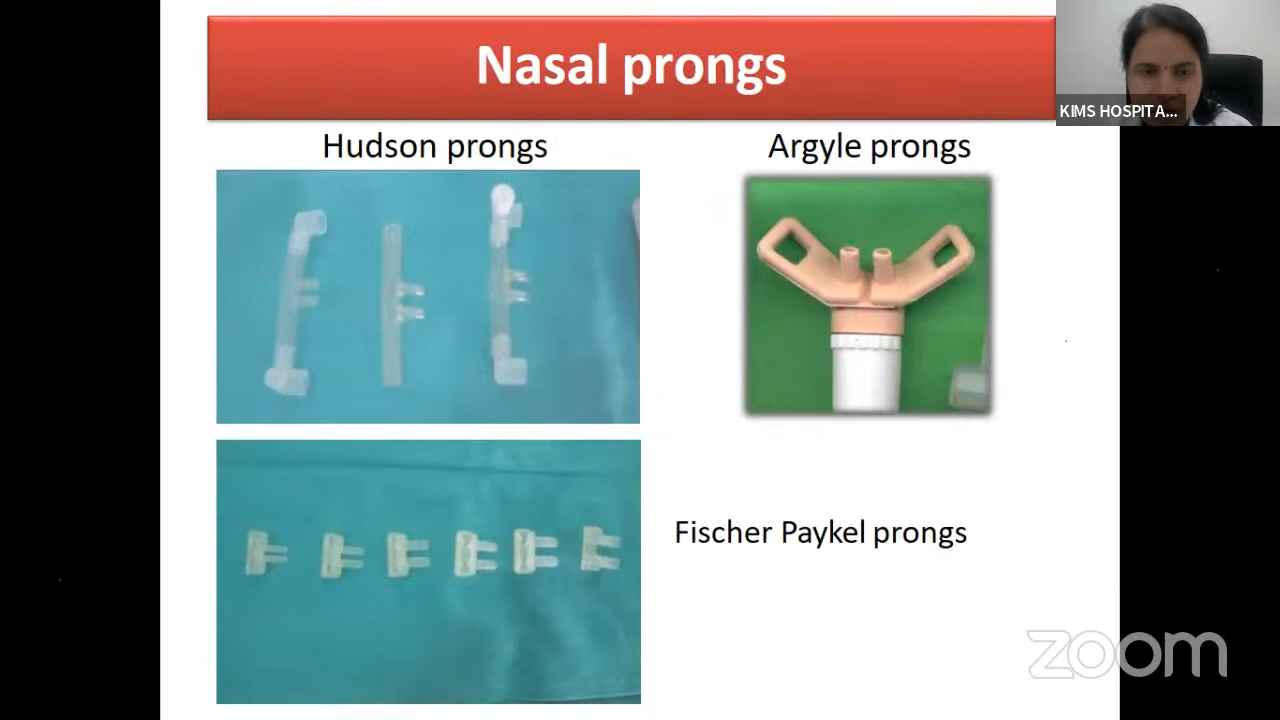 Nasal prongs
KIMS HOSPITA...
Hudson prongs
Argyle prongs
Fischer Paykel prongs
zoom